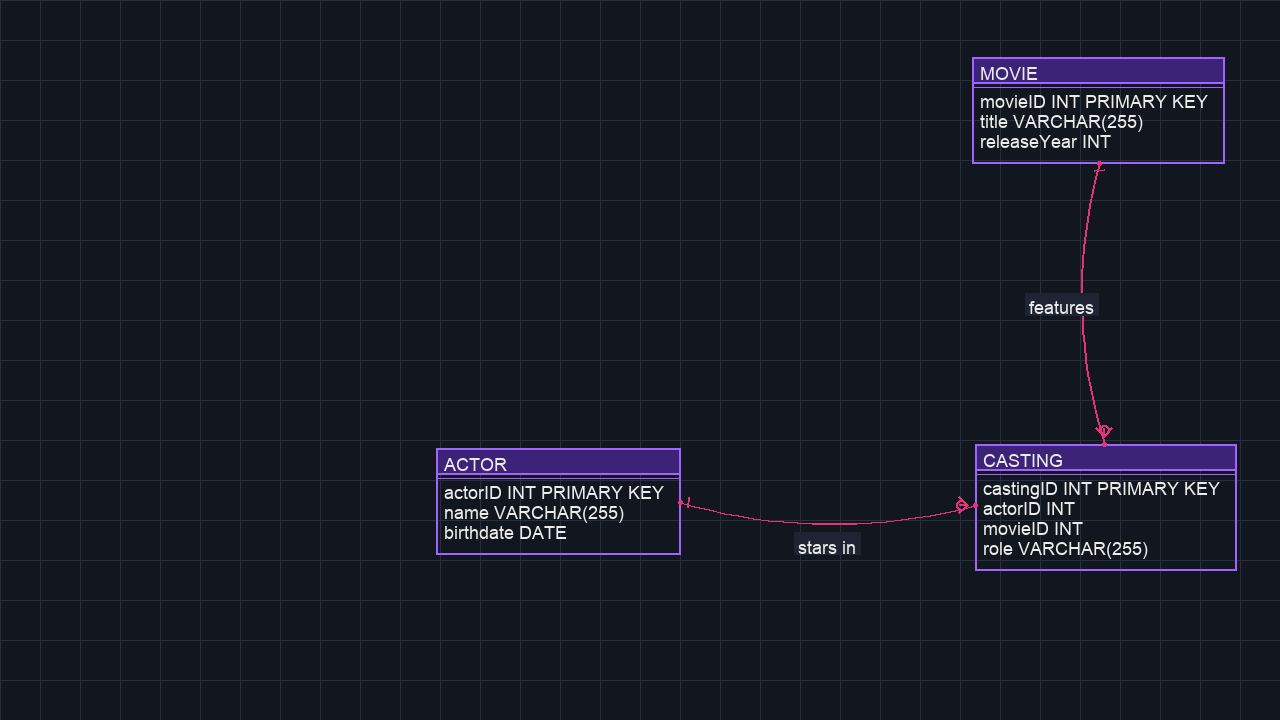 MOVIE
movieID INT PRIMARY KEY
title VARCHAR(255)
releaseYear INT
features
ACTOR
actorID INT PRIMARY KEY
name VARCHAR(255)
birthdate DATE
stars in
CASTING
castingID INT PRIMARY KEY
actorID INT
movieID INT
role VARCHAR(255)